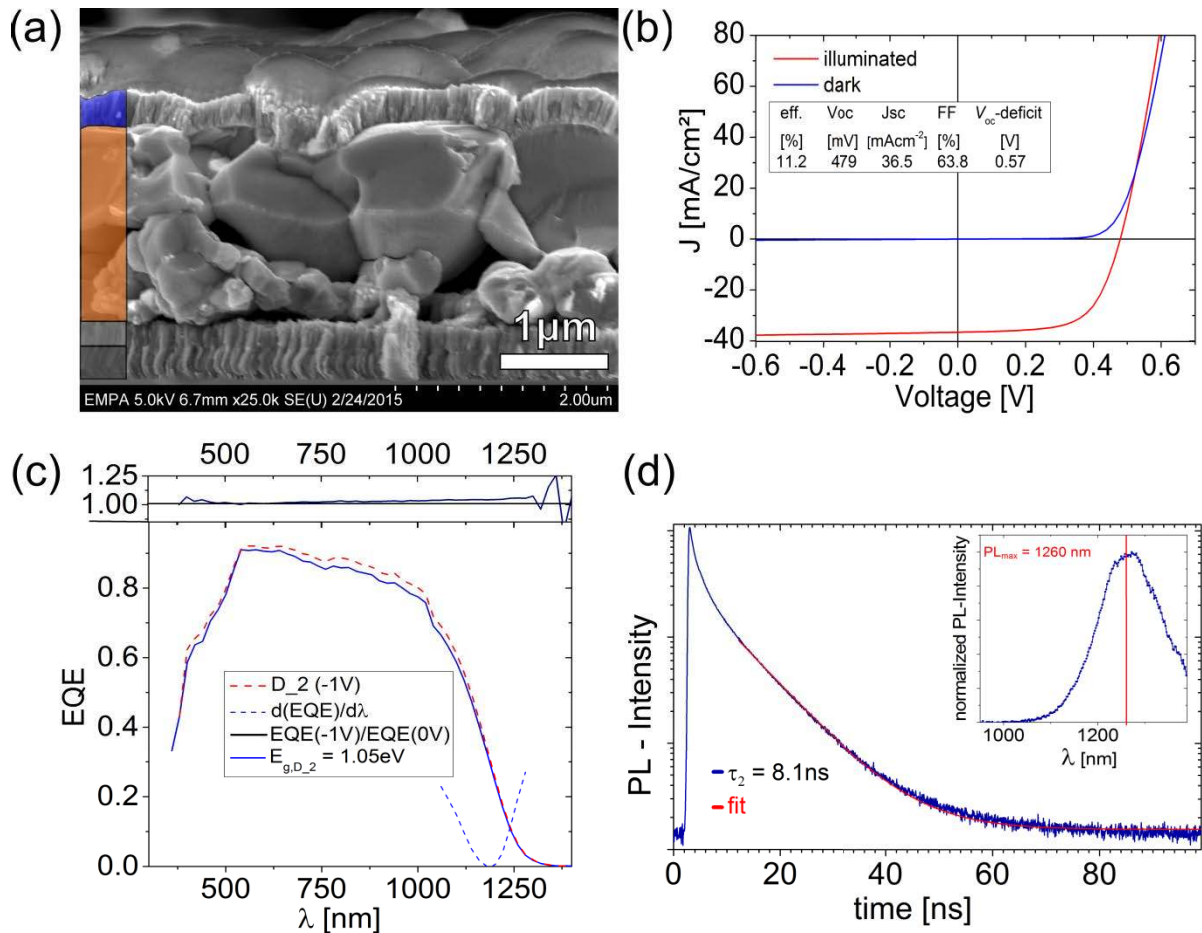 (a)
1µm
EMPA 5.0kV 6.7mm x25.0k SE(U) 2/24/2015
2.00um
(b)
80
60
40
20
0
-20
-40
J [mA/cm²]
illuminated
dark
eff. Voc Jsc FF Voc-deficit
[%] [mV] [mAcm⁻²] [%] [V]
11.2 479 36.5 63.8 0.57
-0.6 -0.4 -0.2 0.0 0.2 0.4 0.6
Voltage [V]
(c)
500 750 1000 1250
1.25
1.00
0.8
0.6
0.4
0.2
0.0
EQE
D_2 (-1V)
d(EQE)/dλ
EQE(-1V)/EQE(0V)
Eg,D_2 = 1.05eV
500 750 1000 1250
λ [nm]
(d)
PL - Intensity
τ2 = 8.1ns
fit
normalized PL-Intensity
PLmax = 1260 nm
1000 1200
λ [nm]
0 20 40 60 80
time [ns]